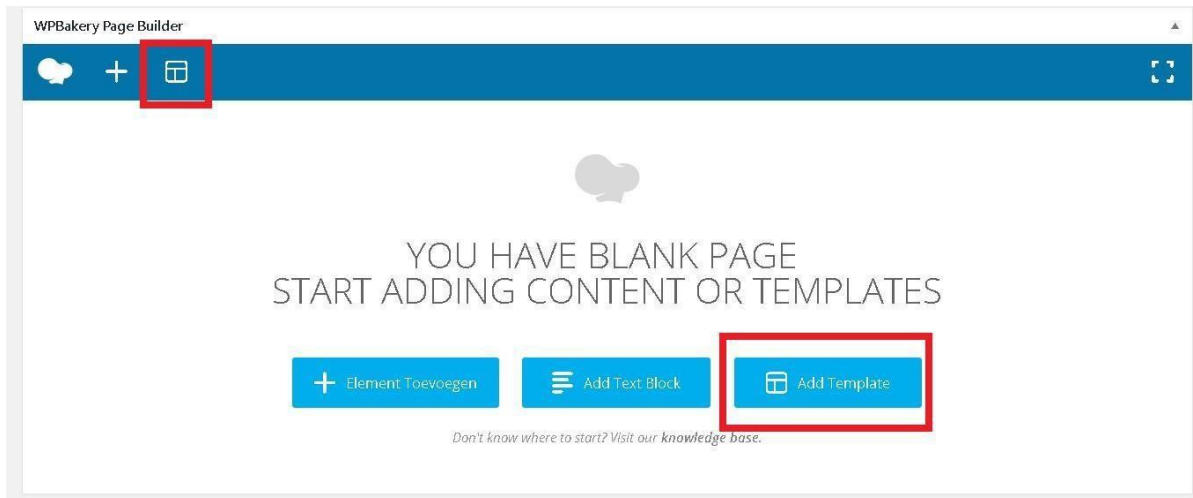 WPBakery Page Builder
YOU HAVE BLANK PAGE
START ADDING CONTENT OR TEMPLATES
Element Toevoegen
Add Text Block
Add Template
Don't know where to start? Visit our knowledge base.